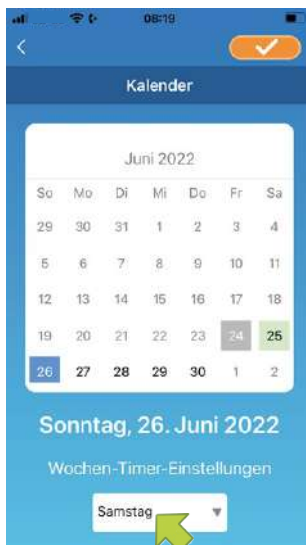 08:19
Kalender
Juni 2022
So Mo Di Mi Do Fr Sa
29 30 31 1 2 3 4
5 6 7 8 9 10 11
12 13 14 15 16 17 18
19 20 21 22 23 24 25
26 27 28 29 30 1 2
Sonntag, 26. Juni 2022
Wochen-Timer-Einstellungen
Samstag